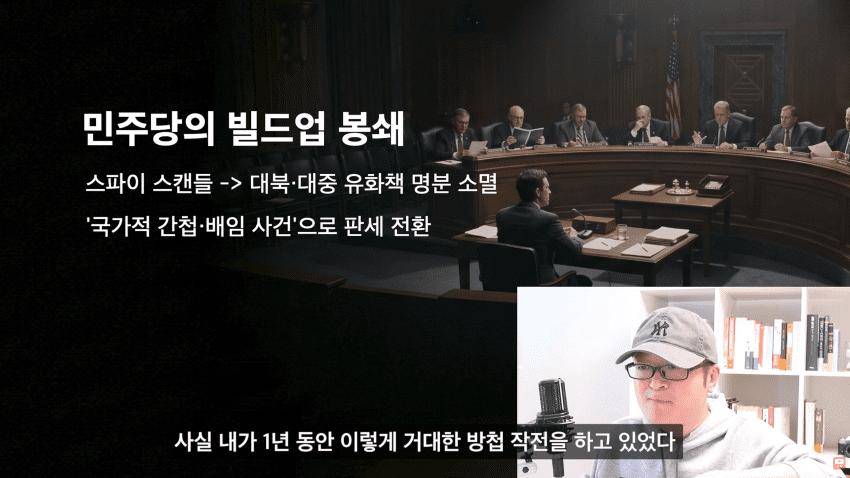 민주당의 빌드업 봉쇄
스파이 스캔들 -> 대북·대중 유화책 명분 소멸
'국가적 간첩·배임 사건'으로 판세 전환
사실 내가 1년 동안 이렇게 거대한 방첩 작전을 하고 있었다